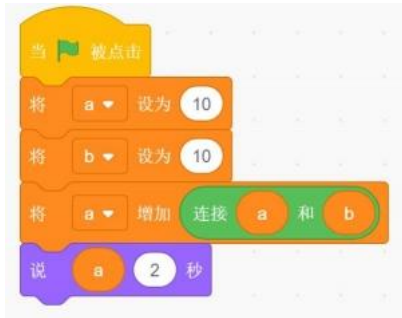 当 被点击
将 a 设为 10
将 b 设为 10
将 a 增加 连接 a 和 b
说 a 2 秒